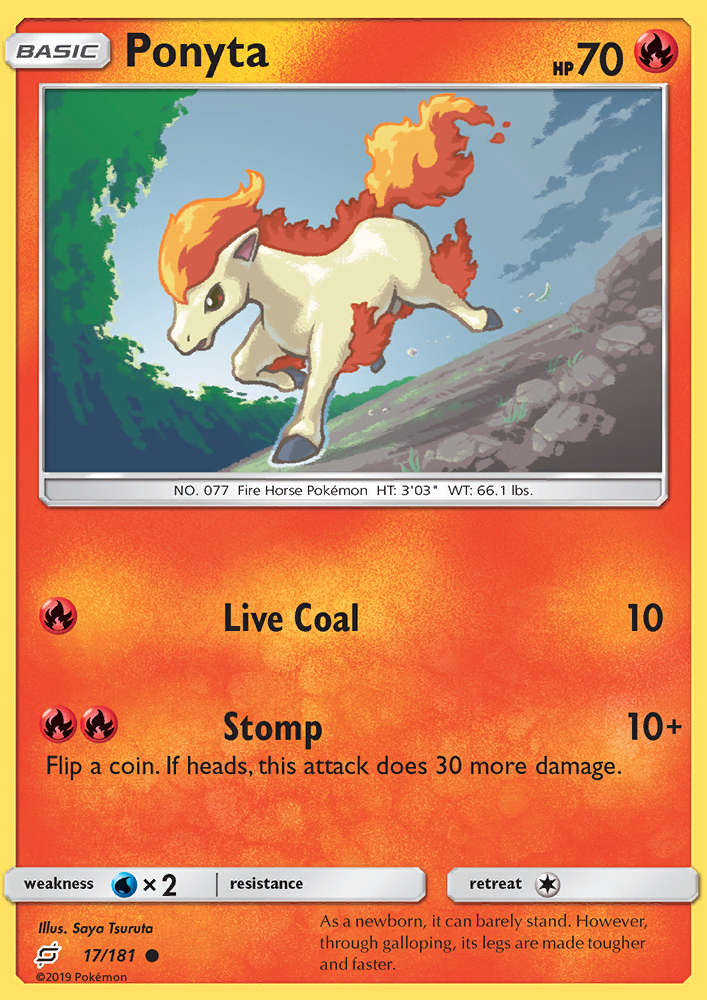 BASIC Ponyta HP 70
NO. 077 Fire Horse Pokémon HT: 3'03" WT: 66.1 lbs.
Live Coal 10
Stomp 10+
Flip a coin. If heads, this attack does 30 more damage.
weakness ×2 resistance retreat
Illus. Saya Tsuruta
17/181
©2019 Pokémon
As a newborn, it can barely stand. However,
through galloping, its legs are made tougher
and faster.